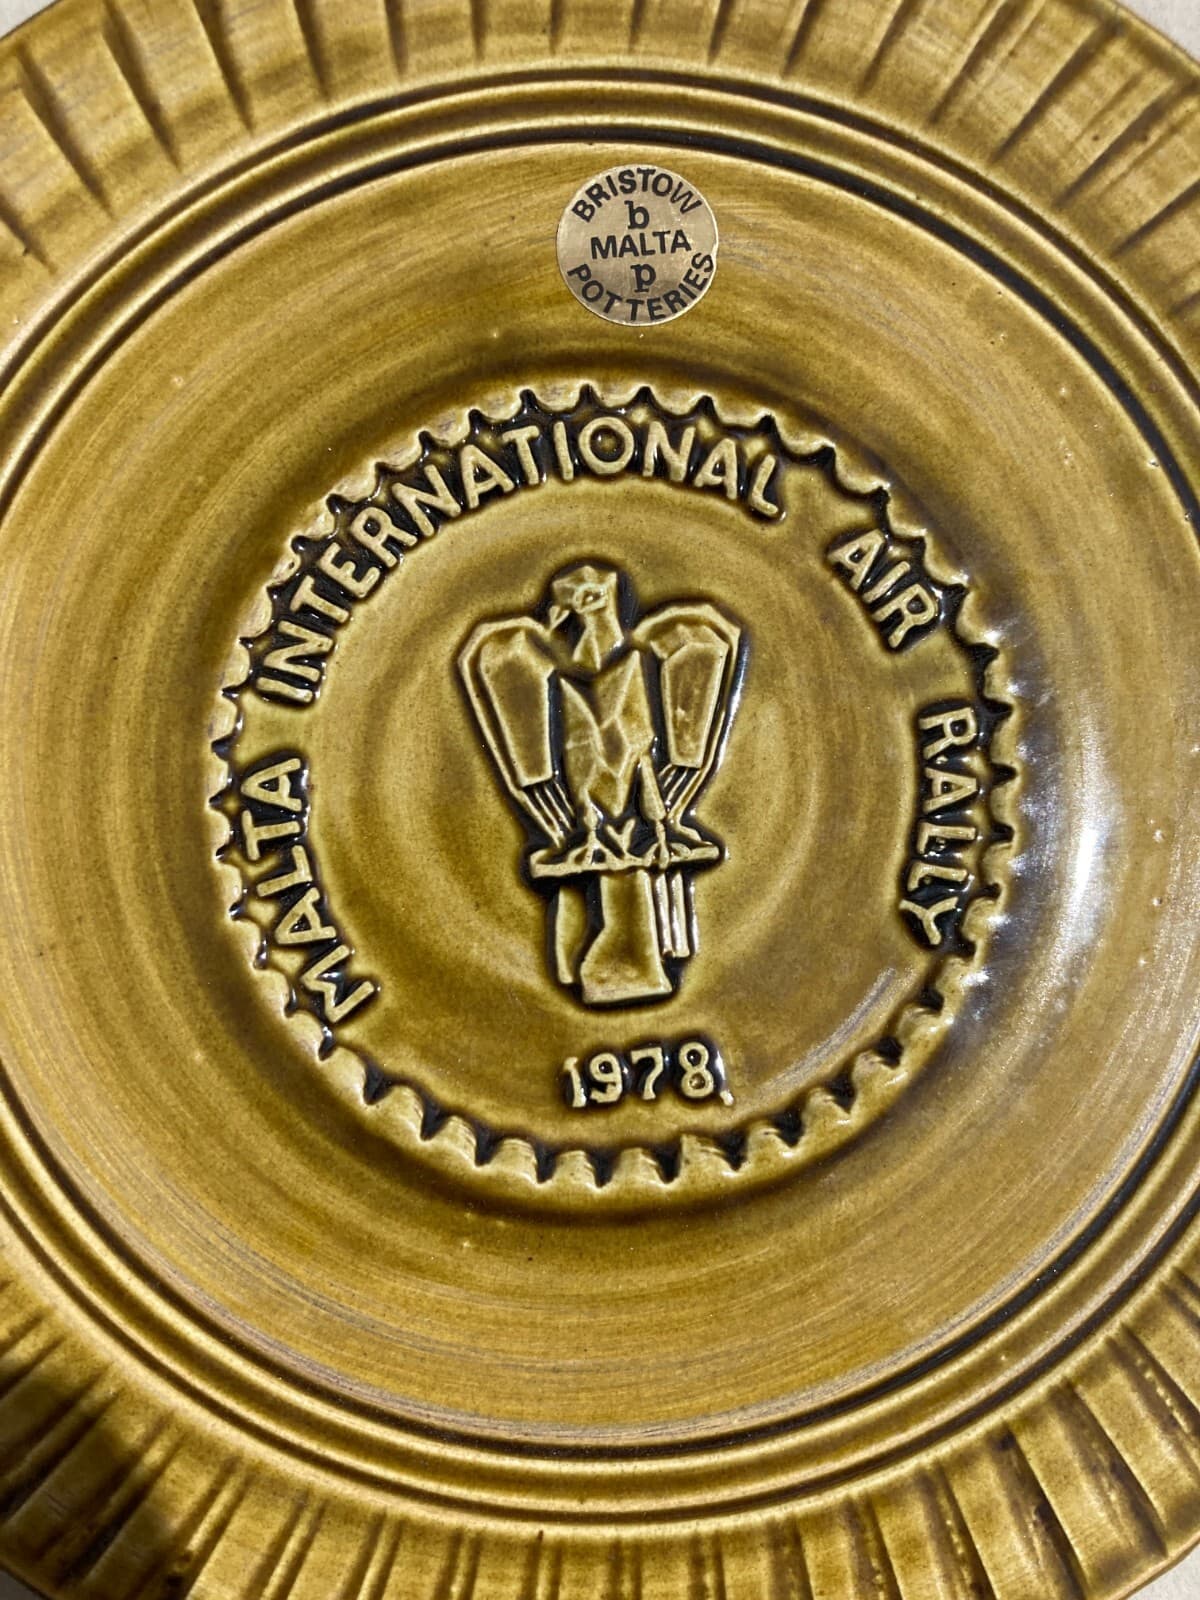 BRISTOW
b
MALTA
p
POTTERIES
MALTA INTERNATIONAL AIR RALLY
1978